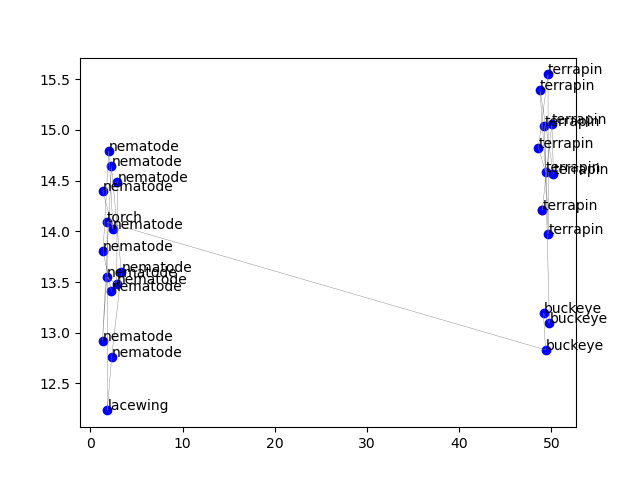 terrapin
15.5
terrapin
terrapin
terrapin
15.0
nematode
terrapin
nematode
terrapin
terrapin
nematode
14.5
nematode
torch
terrapin
nematode
14.0
terrapin
nematode
nematode
nematode
nematode
13.5
nematode
buckeye
buckeye
13.0
nematode
buckeye
nematode
12.5
lacewing
0
10
20
30
40
50